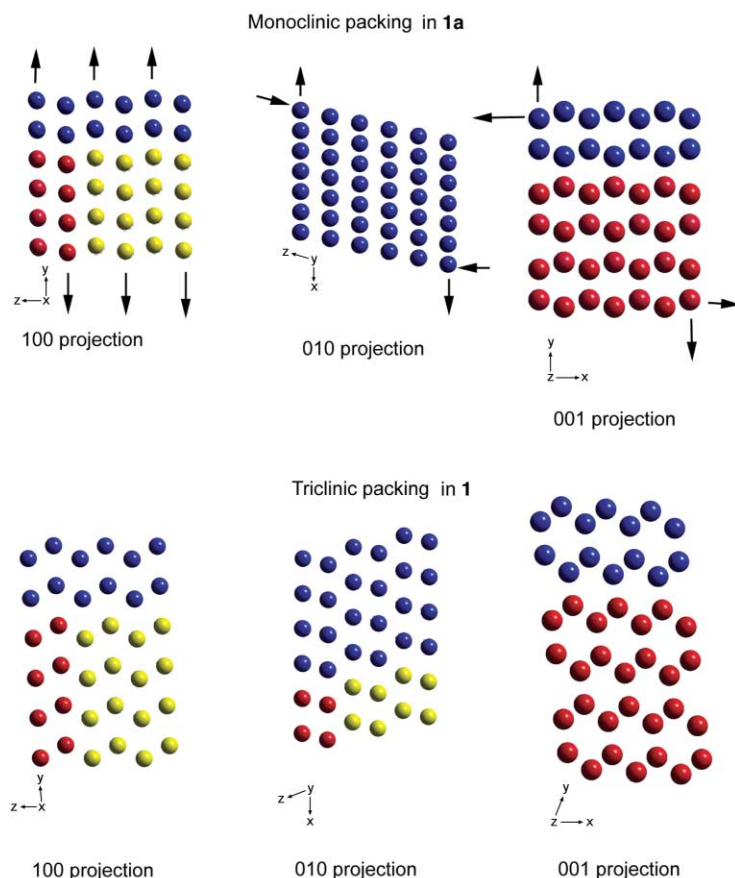 Monoclinic packing in 1a
y
z x
100 projection
z y
x
010 projection
y
z x
001 projection
Triclinic packing in 1
y
z x
100 projection
z y
x
010 projection
y
z x
001 projection